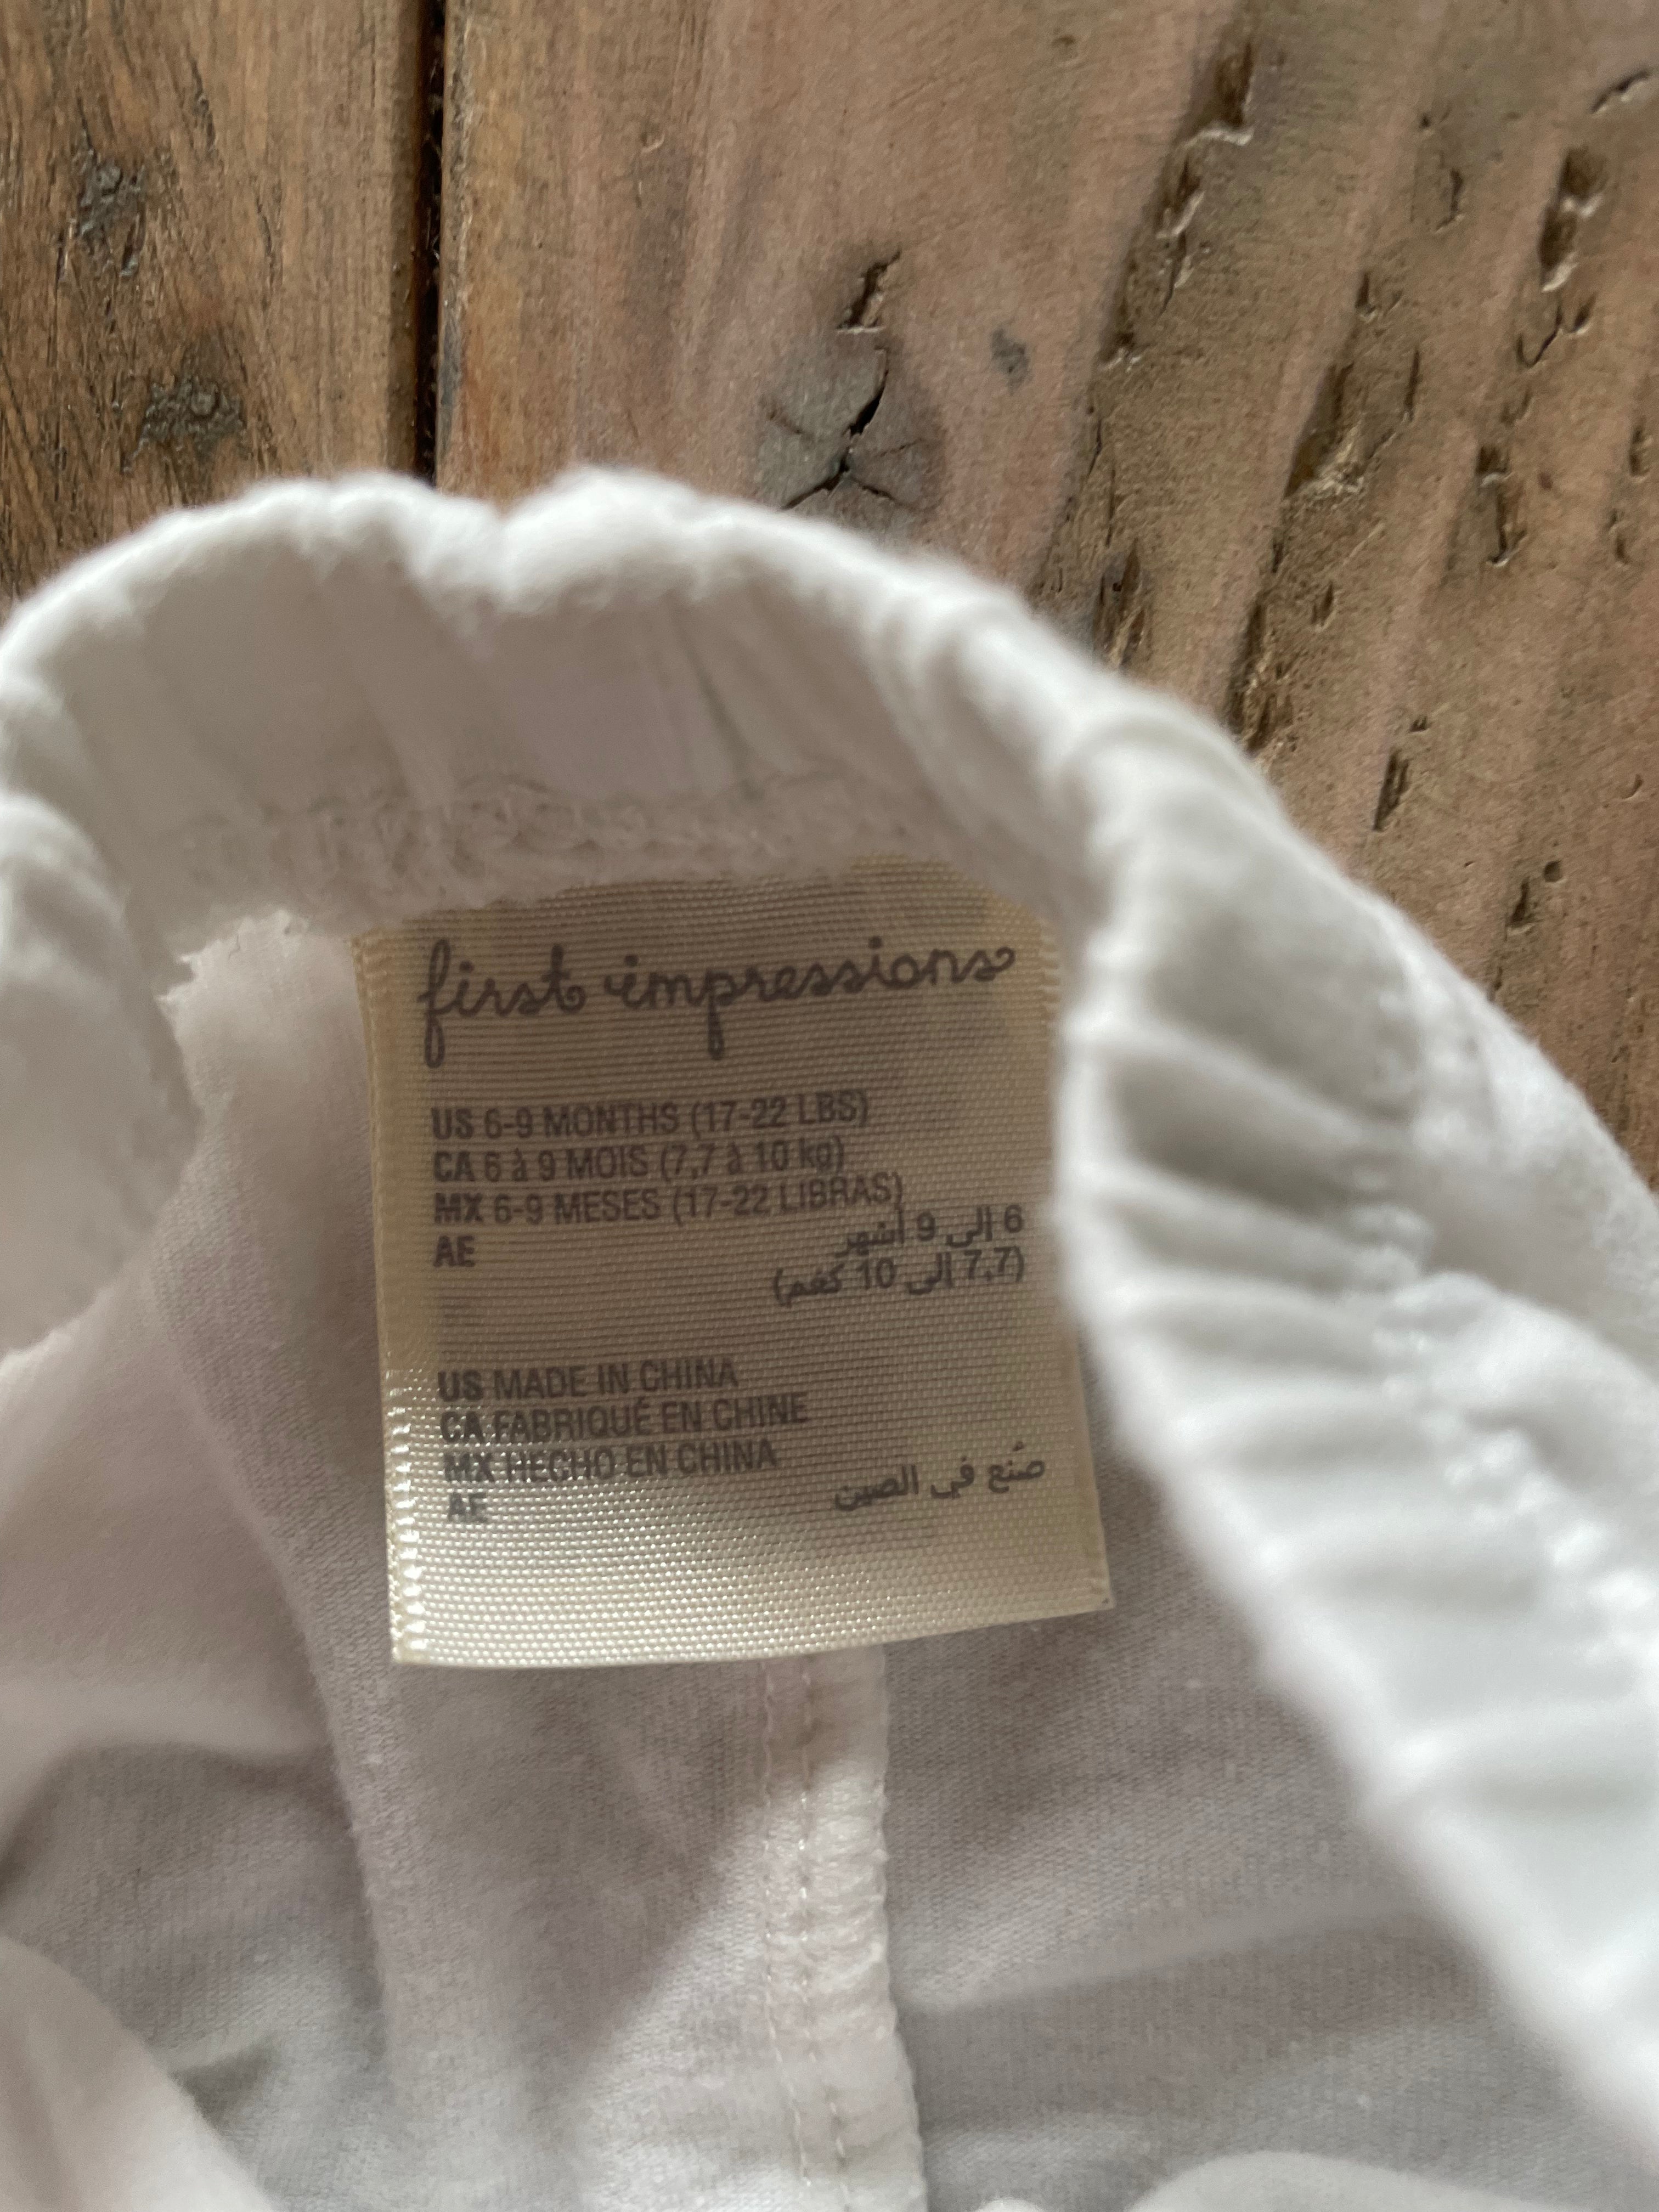 first impressions
US 6-9 MONTHS (17-22 LBS)
CA 6 à 9 MOIS (7,7 à 10 kg)
MX 6-9 MESES (17-22 LIBRAS)
AE 6 إلى 9 أشهر
(7,7 إلى 10 كغم)
US MADE IN CHINA
CA FABRIQUÉ EN CHINE
MX HECHO EN CHINA
AE صُنع في الصين